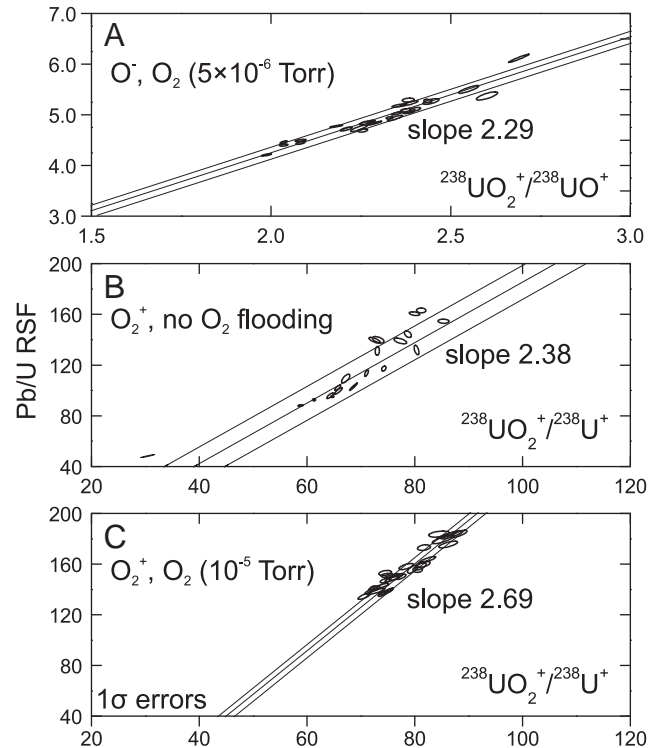 7.0
A
6.0
O⁻, O₂ (5×10⁻⁶ Torr)
5.0
slope 2.29
4.0
²³⁸UO₂⁺/²³⁸UO⁺
3.0
1.5 2.0 2.5 3.0
200
B
160
O₂⁺, no O₂ flooding
120
slope 2.38
80
²³⁸UO₂⁺/²³⁸U⁺
40
20 40 60 80 100 120
Pb/U RSF
200
C
160
O₂⁺, O₂ (10⁻⁵ Torr)
120
slope 2.69
80
²³⁸UO₂⁺/²³⁸U⁺
1σ errors
40
20 40 60 80 100 120